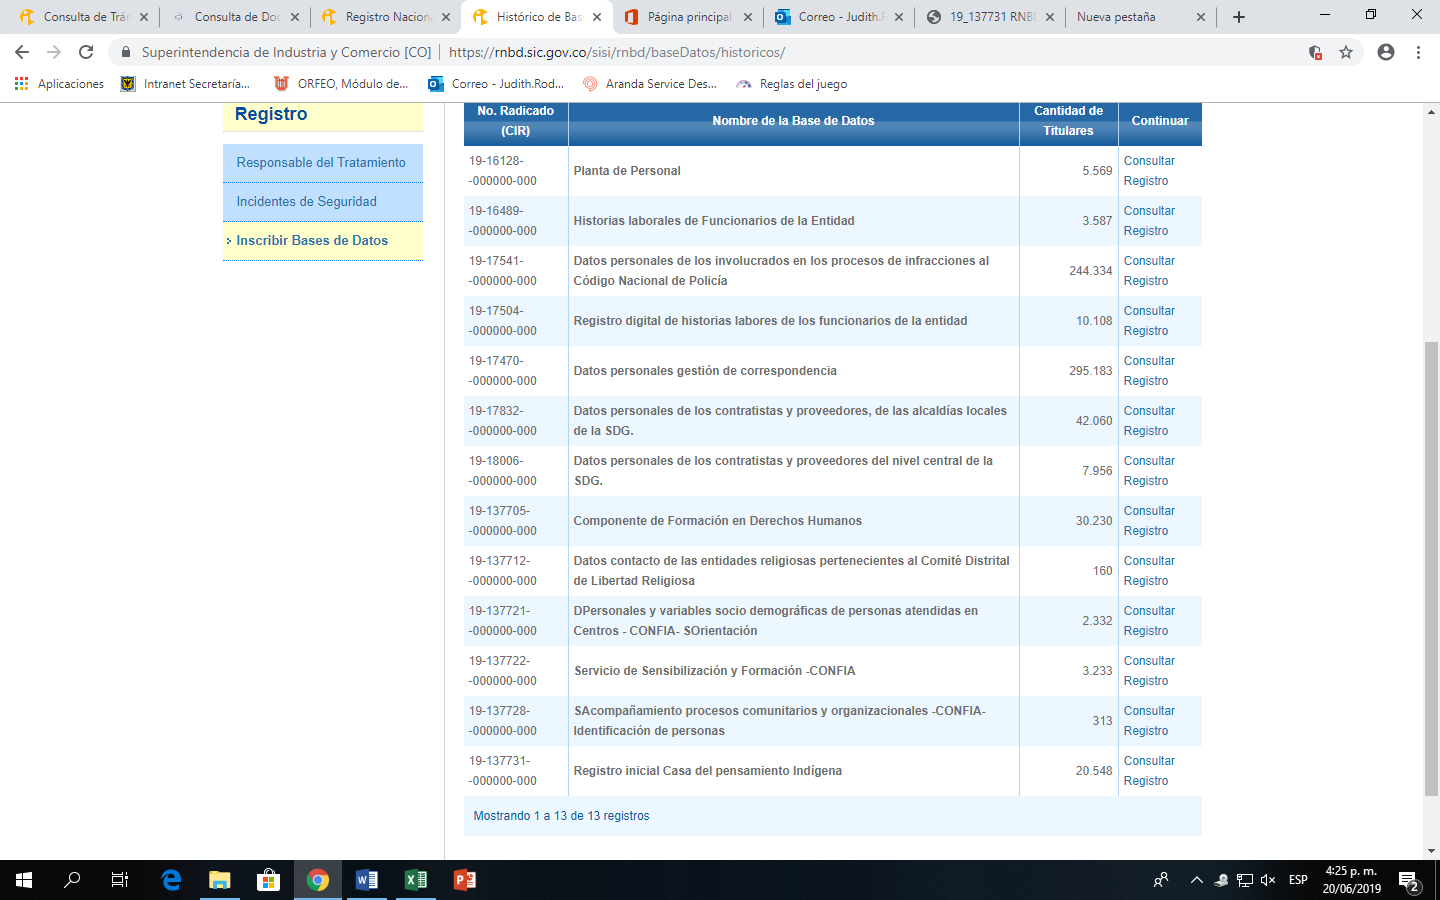 Consulta de Trán
Consulta de Doc
Registro Naciona
Histórico de Base
Página principal
Correo - Judith.R
19_137731 RNBD
Nueva pestaña
Superintendencia de Industria y Comercio [CO] | https://rnbd.sic.gov.co/sisi/rnbd/baseDatos/historicos/
Aplicaciones
Intranet Secretaría...
ORFEO, Módulo de...
Correo - Judith.Rod...
Aranda Service Des...
Reglas del juego
Registro
Responsable del Tratamiento
Incidentes de Seguridad
Inscribir Bases de Datos
No. Radicado
(CIR)
Nombre de la Base de Datos
Cantidad de
Titulares
Continuar
19-16128-
-000000-000
Planta de Personal
5.569
Consultar
Registro
19-16489-
-000000-000
Historias laborales de Funcionarios de la Entidad
3.587
Consultar
Registro
19-17541-
-000000-000
Datos personales de los involucrados en los procesos de infracciones al
Código Nacional de Policía
244.334
Consultar
Registro
19-17504-
-000000-000
Registro digital de historias labores de los funcionarios de la entidad
10.108
Consultar
Registro
19-17470-
-000000-000
Datos personales gestión de correspondencia
295.183
Consultar
Registro
19-17832-
-000000-000
Datos personales de los contratistas y proveedores, de las alcaldías locales
de la SDG.
42.060
Consultar
Registro
19-18006-
-000000-000
Datos personales de los contratistas y proveedores del nivel central de la
SDG.
7.956
Consultar
Registro
19-137705-
-000000-000
Componente de Formación en Derechos Humanos
30.230
Consultar
Registro
19-137712-
-000000-000
Datos contacto de las entidades religiosas pertenecientes al Comité Distrital
de Libertad Religiosa
160
Consultar
Registro
19-137721-
-000000-000
DPersonales y variables socio demográficas de personas atendidas en
Centros - CONFIA- SOrientación
2.332
Consultar
Registro
19-137722-
-000000-000
Servicio de Sensibilización y Formación -CONFIA
3.233
Consultar
Registro
19-137728-
-000000-000
SAcompañamiento procesos comunitarios y organizacionales -CONFIA-
Identificación de personas
313
Consultar
Registro
19-137731-
-000000-000
Registro inicial Casa del pensamiento Indígena
20.548
Consultar
Registro
Mostrando 1 a 13 de 13 registros
ESP
4:25 p. m.
20/06/2019
2